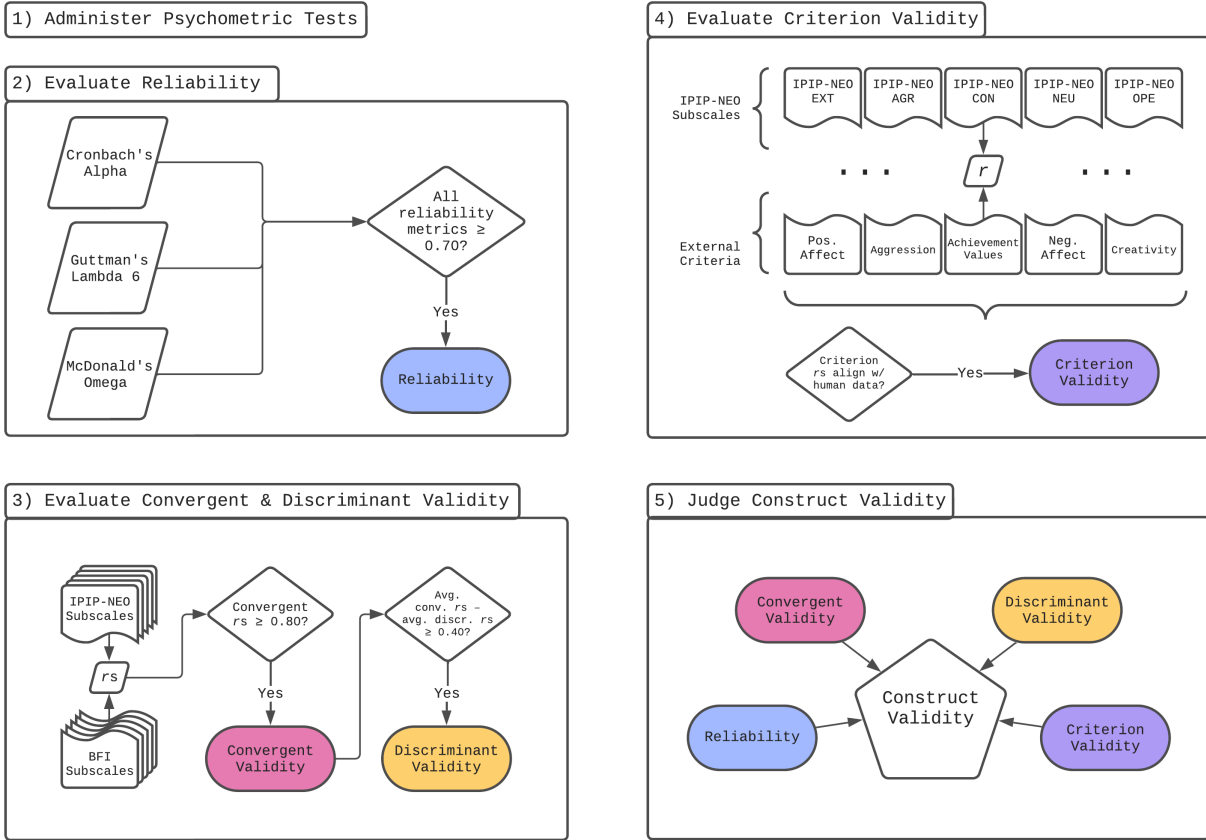 1) Administer Psychometric Tests
2) Evaluate Reliability
Cronbach's
Alpha
Guttman's
Lambda 6
McDonald's
Omega
All
reliability
metrics ≥
0.70?
Yes
Reliability
3) Evaluate Convergent & Discriminant Validity
IPIP-NEO
Subscales
rs
BFI
Subscales
Convergent
rs ≥ 0.80?
Yes
Convergent
Validity
Avg.
conv. rs –
avg. discr. rs
≥ 0.40?
Yes
Discriminant
Validity
4) Evaluate Criterion Validity
IPIP-NEO
Subscales
IPIP-NEO
EXT
IPIP-NEO
AGR
IPIP-NEO
CON
IPIP-NEO
NEU
IPIP-NEO
OPE
...
r
...
External
Criteria
Pos.
Affect
Aggression
Achievement
Values
Neg.
Affect
Creativity
Criterion
rs align w/
human data?
Yes
Criterion
Validity
5) Judge Construct Validity
Convergent
Validity
Discriminant
Validity
Construct
Validity
Reliability
Criterion
Validity